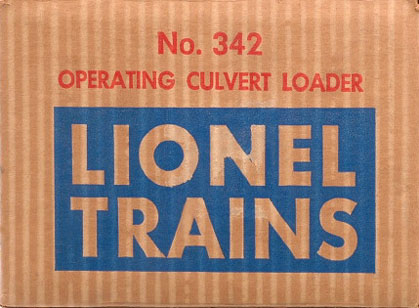 No. 342
OPERATING CULVERT LOADER
LIONEL
TRAINS